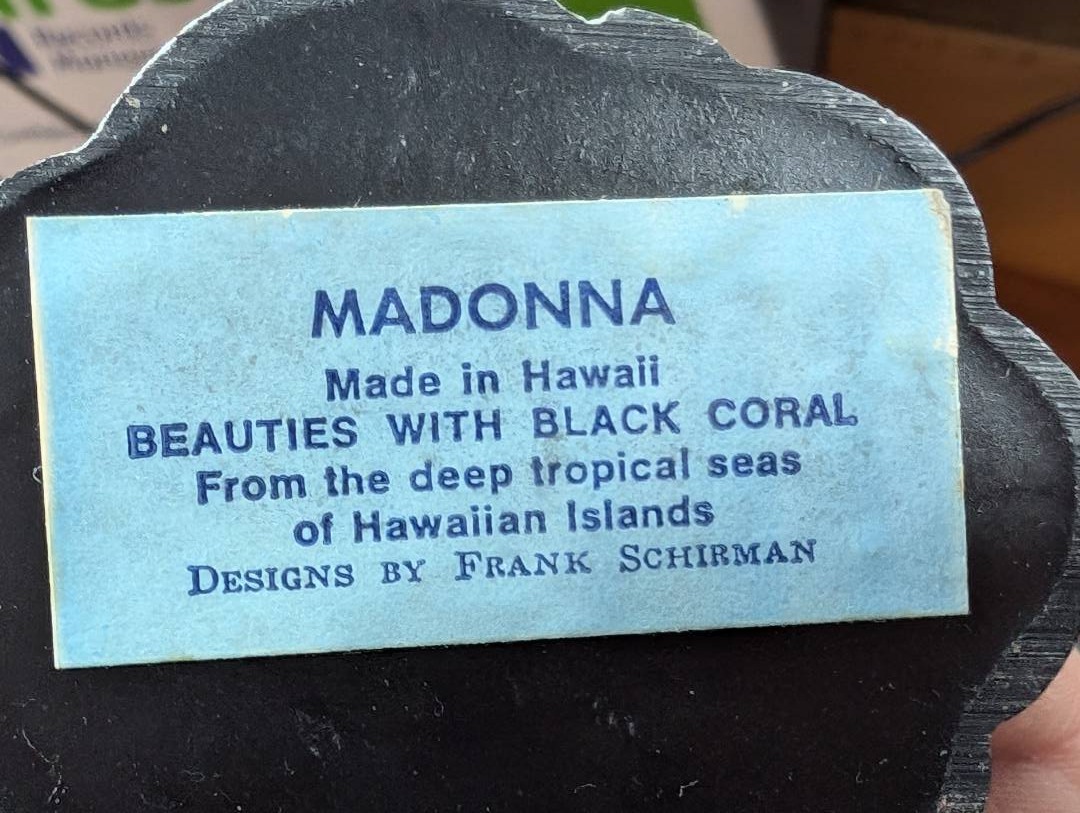 MADONNA
Made in Hawaii
BEAUTIES WITH BLACK CORAL
From the deep tropical seas
of Hawaiian Islands
DESIGNS BY FRANK SCHIRMAN